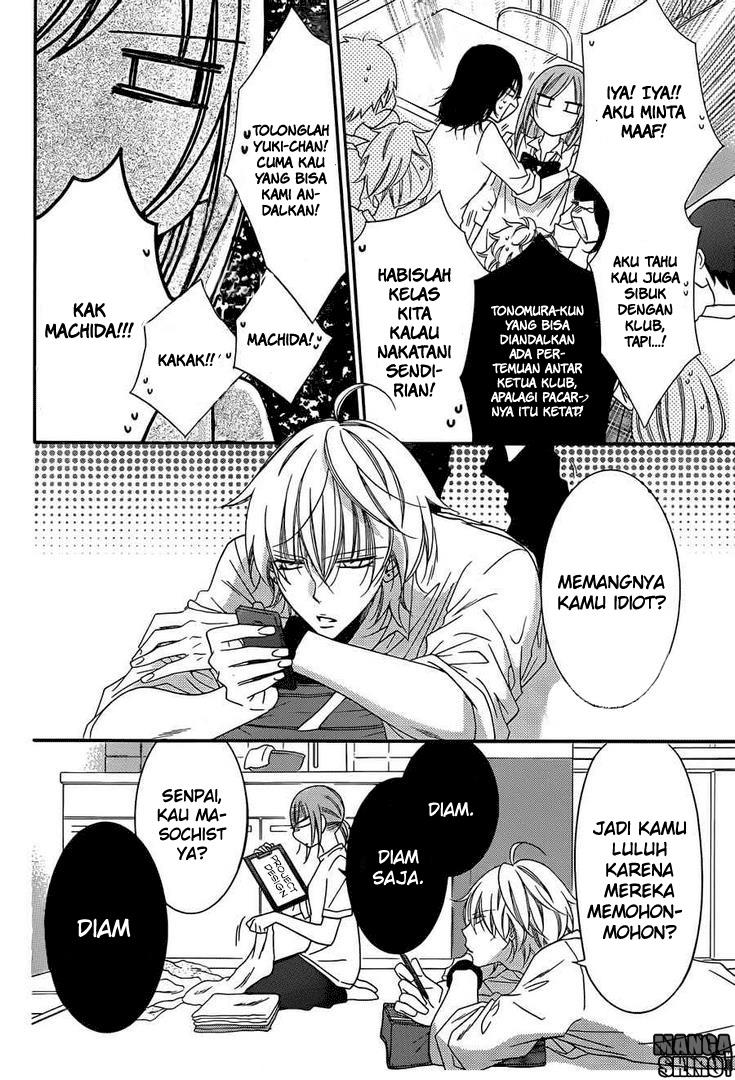 IYA! IYA!!
AKU MINTA
MAAF!
AKU TAHU
KAU JUGA
SIBUK
DENGAN
KLUB,
TAPI...!
TONOMURA-KUN
YANG BISA
DIANDALKAN
ADA PER-
TEMUAN ANTAR
KETUA KLUB,
APALAGI PACAR-
NYA ITU KETAT!
HABISLAH
KELAS
KITA
KALAU
NAKATANI
SENDI-
RIAN!
TOLONGLAH
YUKI-CHAN!
CUMA KAU
YANG BISA
KAMI AN-
DALKAN!
MACHIDA!
KAKAK!!
KAK
MACHIDA!!!
MEMANGNYA
KAMU IDIOT?
JADI KAMU
LULUH
KARENA
MEREKA
MEMOHON-
MOHON?
DIAM.
DIAM
SAJA.
SENPAI,
KAU MA-
SOCHIST
YA?
PROJECT
DESIGN
DIAM
MANGA
SHIRO!